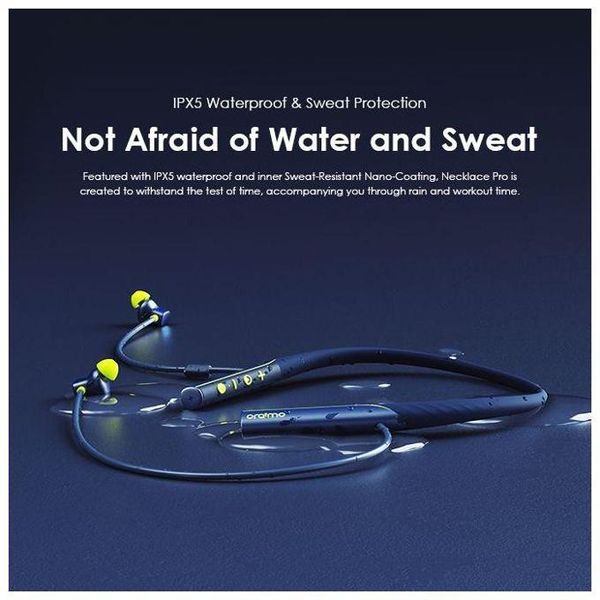 IPX5 Waterproof & Sweat Protection
Not Afraid of Water and Sweat
Featured with IPX5 waterproof and inner Sweat-Resistant Nano-Coating, Necklace Pro is
created to withstand the test of time, accompanying you through rain and workout time.
oraimo